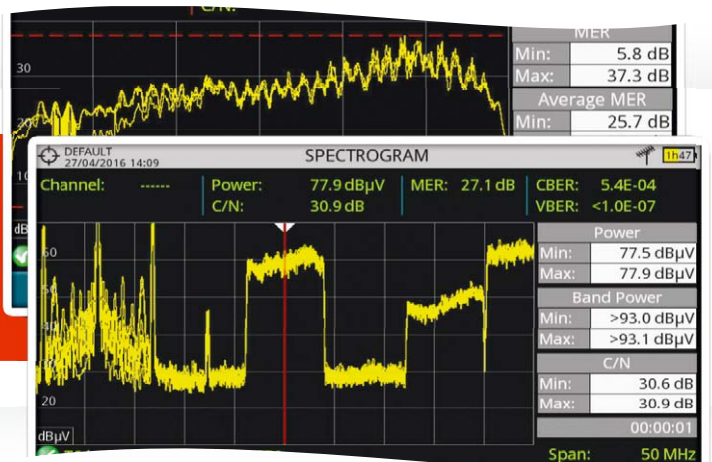 C/N:
MER
Min: 5.8 dB
Max: 37.3 dB
Average MER
Min: 25.7 dB
30
20
10
dB
DEFAULT
27/04/2016 14:09
SPECTROGRAM
1h47
Channel: ------ Power: 77.9 dBµV MER: 27.1 dB CBER: 5.4E-04
C/N: 30.9 dB VBER: <1.0E-07
Power
Min: 77.5 dBµV
Max: 77.9 dBµV
Band Power
Min: >93.0 dBµV
Max: >93.1 dBµV
C/N
Min: 30.6 dB
Max: 30.9 dB
00:00:01
60
50
40
30
20
dBµV
Span: 50 MHz